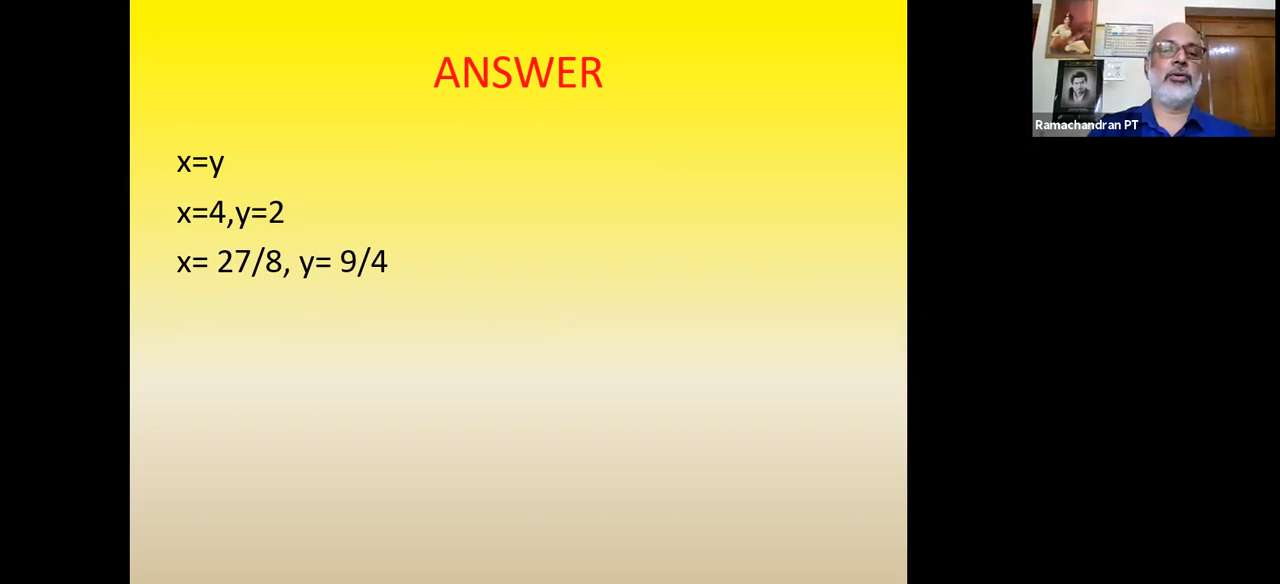 ANSWER
x=y
x=4,y=2
x= 27/8, y= 9/4
Ramachandran PT